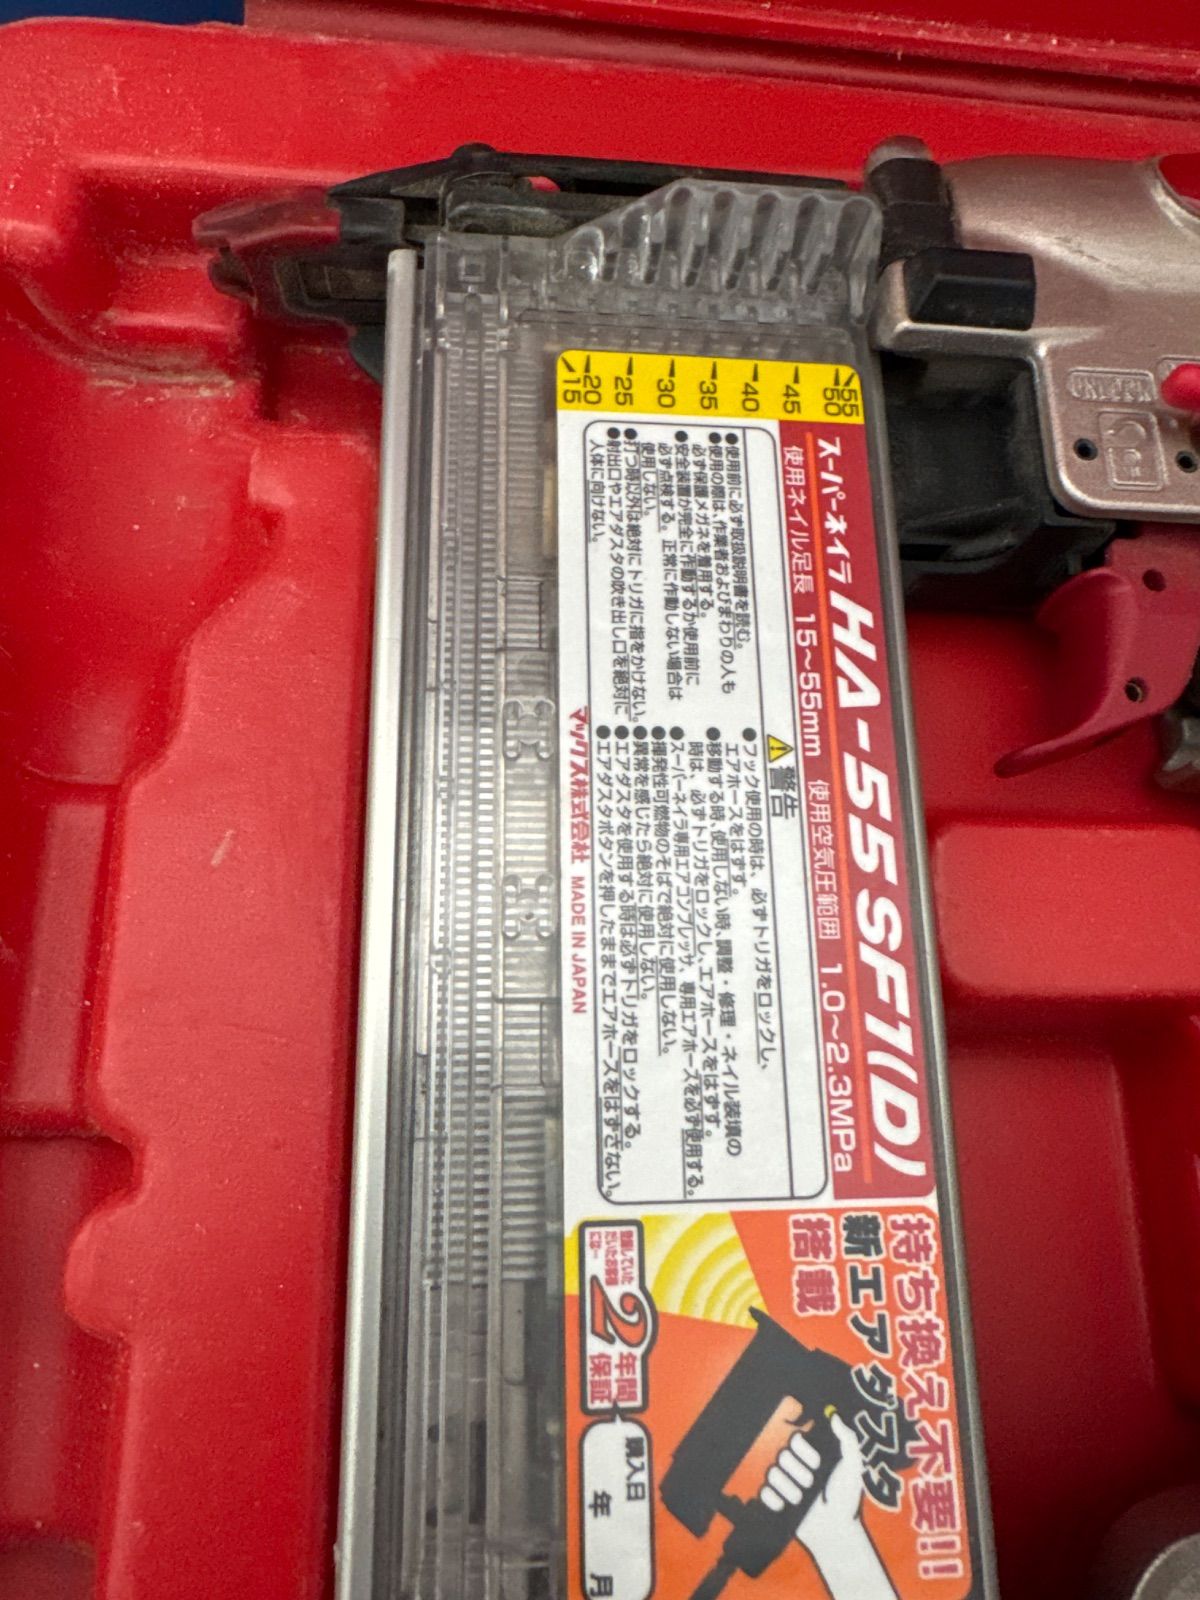 15 20 25 30 35 40 45 50 55
スーパーネイラ HA-55SF1(D)
使用ネイル足長 15〜55mm 使用空気圧範囲 1.0〜2.3MPa
警告
●使用前に必ず取扱説明書を読む。
●使用の際は、作業者およびまわりの人も
必ず保護メガネを着用する。
●安全装置が完全に作動するか使用前に
必ず点検する。正常に作動しない場合は
使用しない。
●打つ時以外は絶対にトリガに指をかけない。
●射出口やエアダスタの吹き出し口を絶対に
人体に向けない。
●フック使用の時は、必ずトリガをロックし、
エアホースをはずす。
●移動する時、使用しない時、調整・修理・ネイル装填の
時は、必ずトリガをロックし、エアホースをはずす。
●スーパーネイラ専用エアコンプレッサ、専用エアホースを必ず使用する。
●揮発性可燃物のそばで絶対に使用しない。
●異常を感じたら絶対に使用しない。
●エアダスタを使用する時は必ずトリガをロックする。
●エアダスタボタンを押したままでエアホースをはずさない。
マックス株式会社 MADE IN JAPAN
持ち換え不要!!
新エアダスタ
搭載
登録していた
だいたお客様
には…
2年間
保証
購入日
年 月